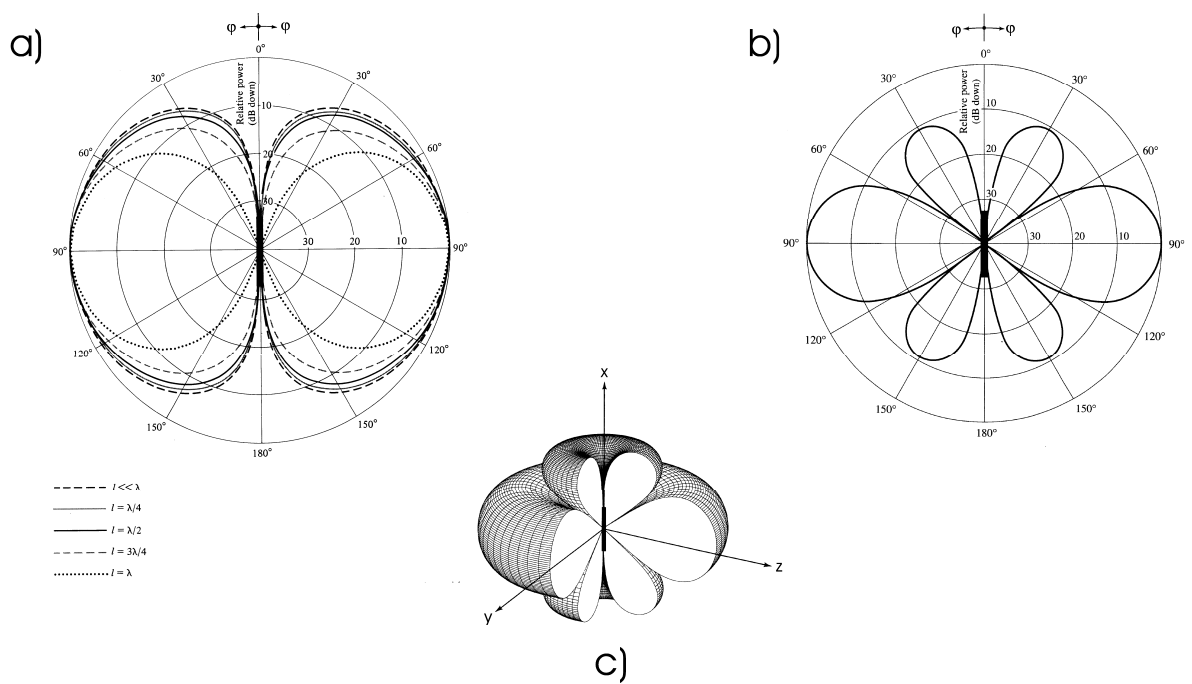 a)
φ φ
0°
30° 30°
Relative power
(dB down)
10
20
30
60° 60°
90° 30 20 10 90°
120° 120°
150° 150°
180°
l << λ
l = λ/4
l = λ/2
l = 3λ/4
l = λ
b)
φ φ
0°
30° 30°
Relative power
(dB down)
10
20
30
60° 60°
90° 30 20 10 90°
120° 120°
150° 150°
180°
x
z
y
c)